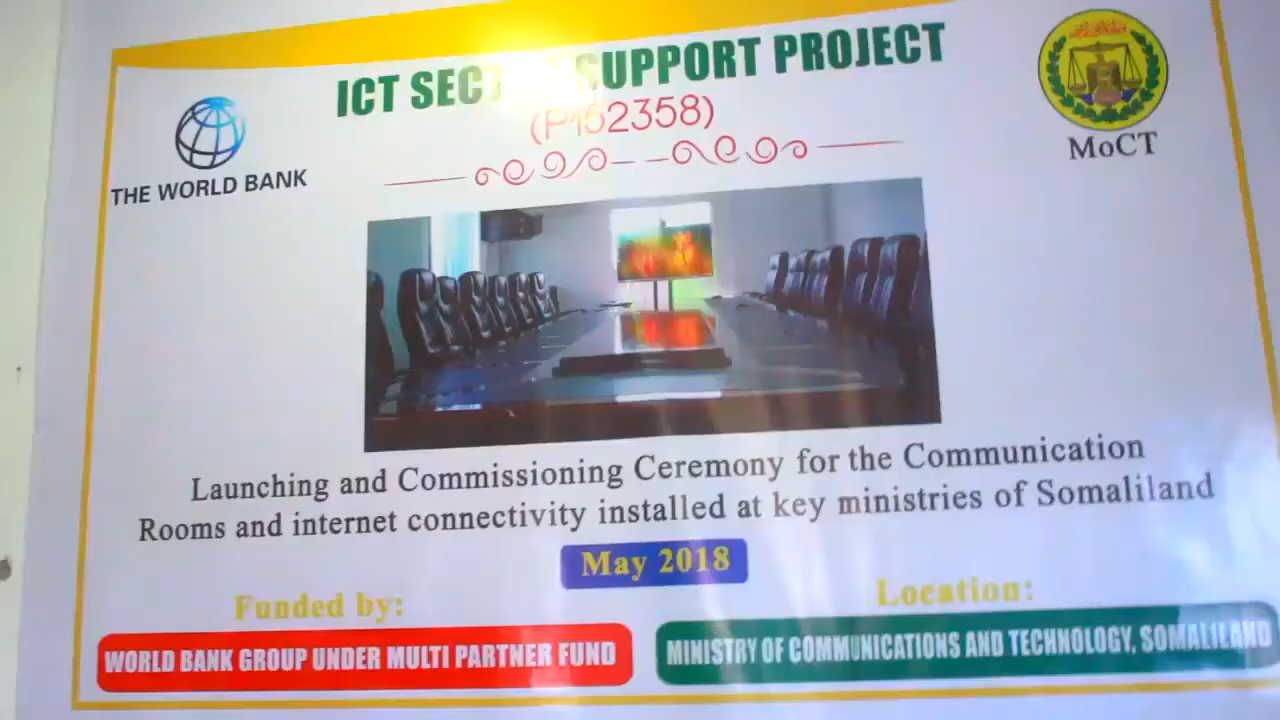 ICT SECTOR SUPPORT PROJECT
(P152358)
THE WORLD BANK
MoCT
Launching and Commissioning Ceremony for the Communication
Rooms and internet connectivity installed at key ministries of Somaliland
May 2018
Funded by:
WORLD BANK GROUP UNDER MULTI PARTNER FUND
Location:
MINISTRY OF COMMUNICATIONS AND TECHNOLOGY, SOMALILAND